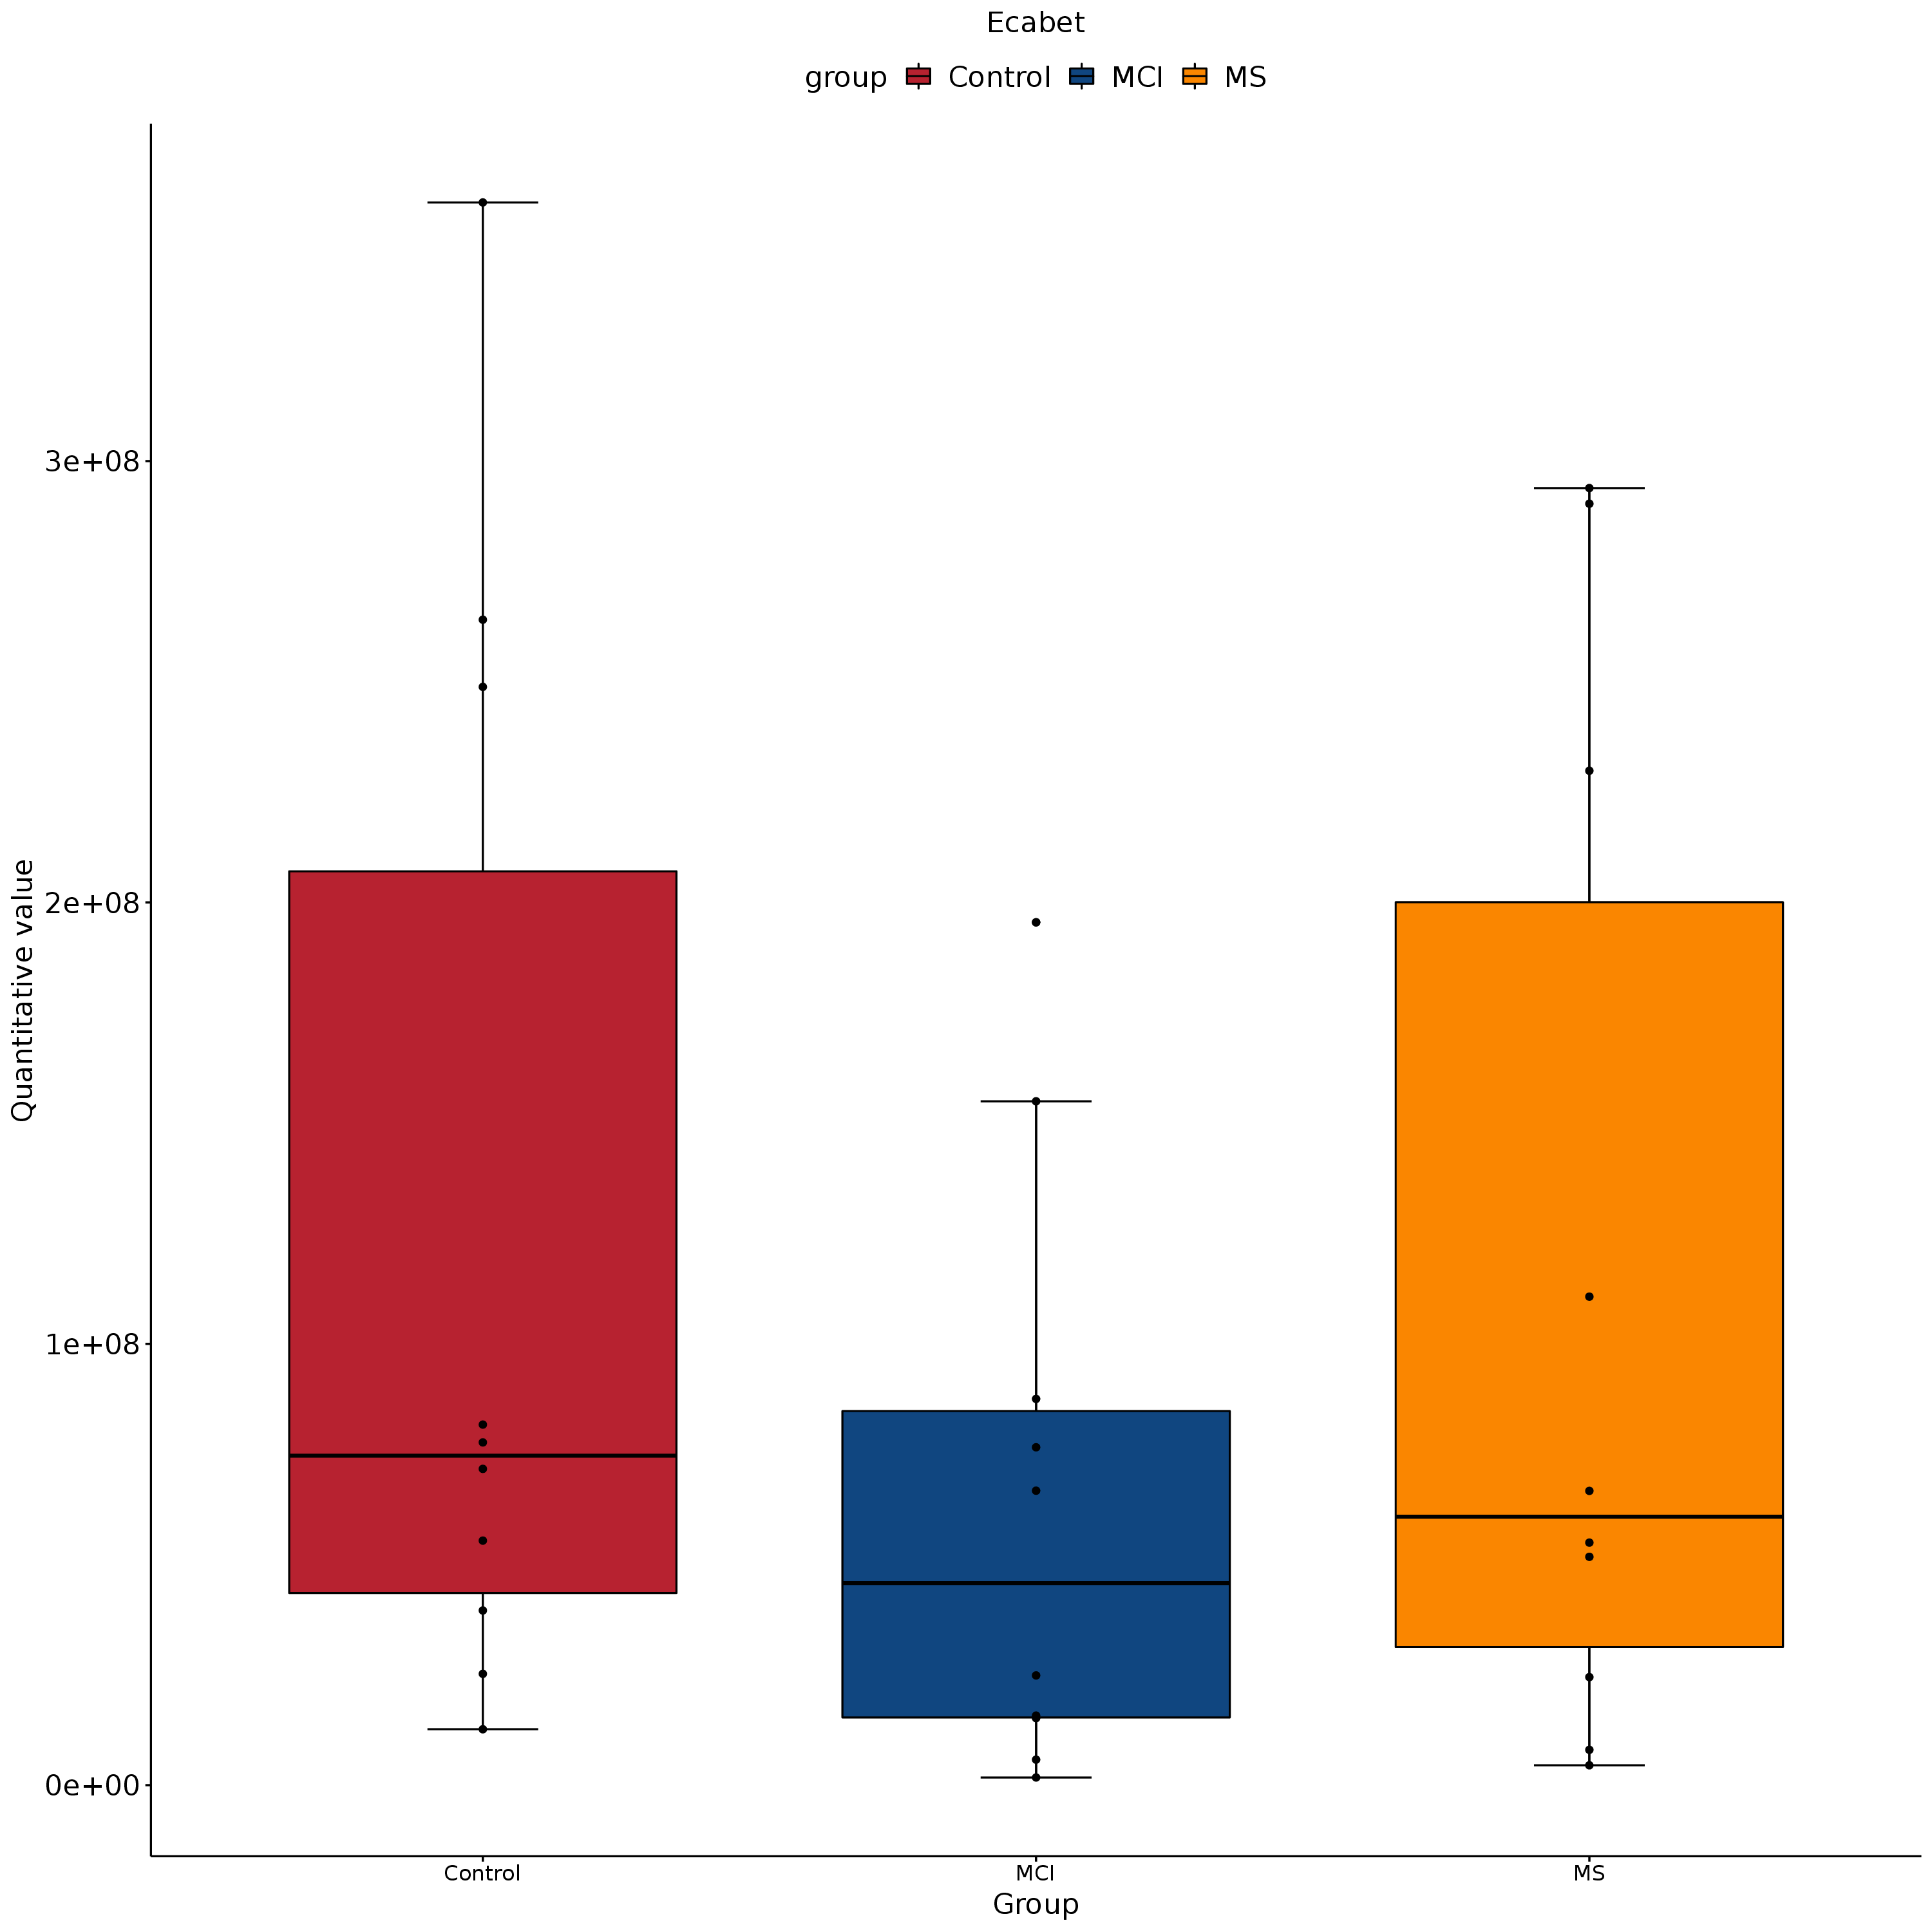 Ecabet
group Control MCI MS
Quantitative value
3e+08
2e+08
1e+08
0e+00
Control MCI MS
Group